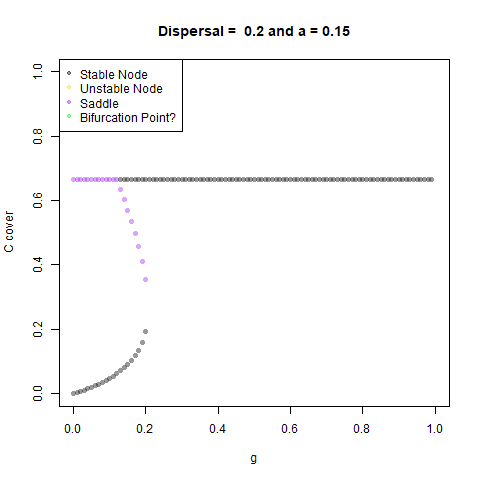 Dispersal =  0.2 and a = 0.15
Stable Node
Unstable Node
Saddle
Bifurcation Point?
C cover
1.0
0.8
0.6
0.4
0.2
0.0
0.0 0.2 0.4 0.6 0.8 1.0
g